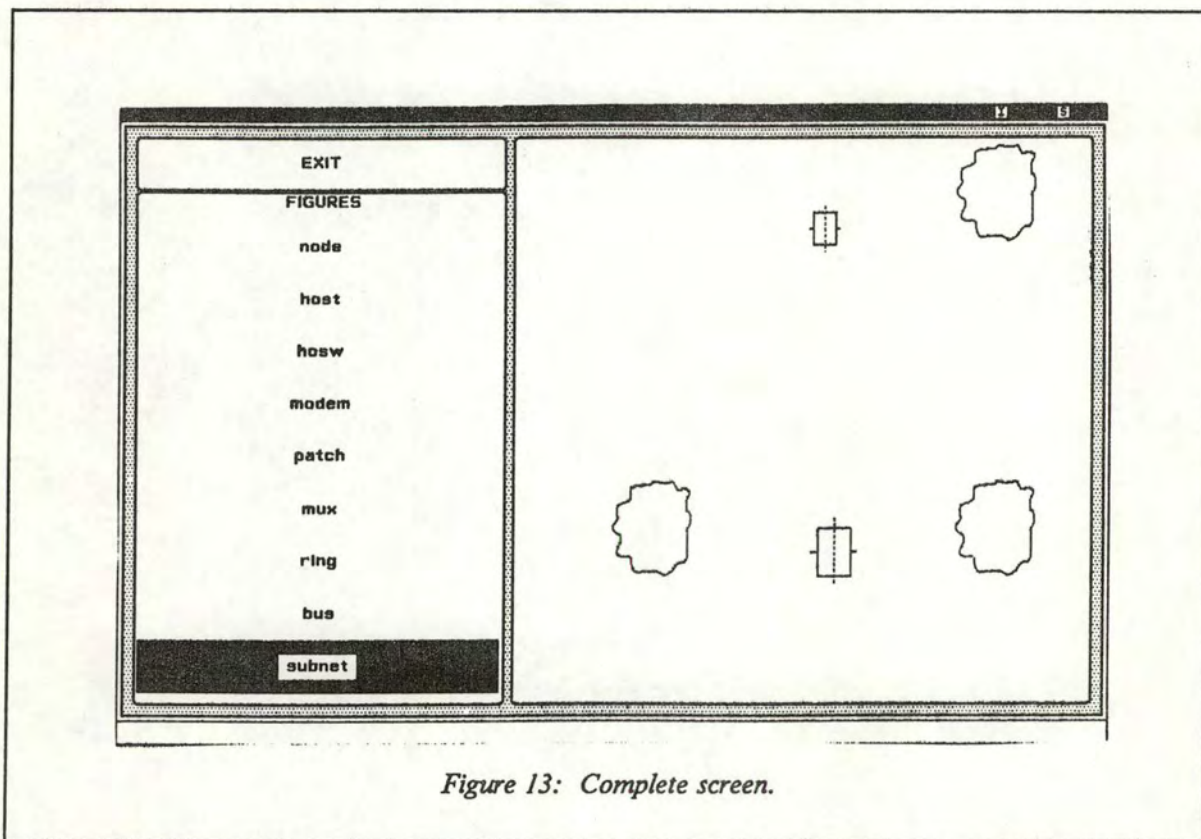 EXIT
FIGURES
node
host
hosw
modem
patch
mux
ring
bus
subnet
Figure 13: Complete screen.